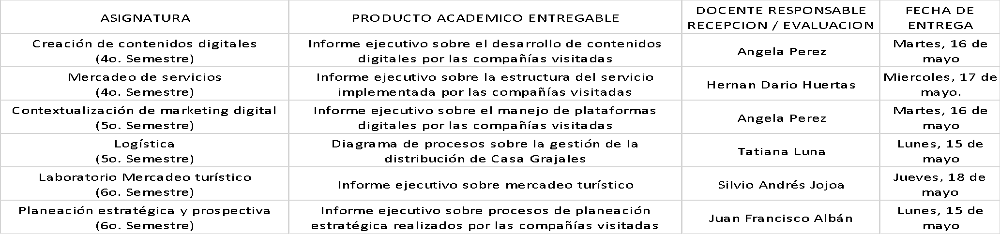 ASIGNATURA
PRODUCTO ACADEMICO ENTREGABLE
DOCENTE RESPONSABLE
RECEPCION / EVALUACION
FECHA DE
ENTREGA
Creación de contenidos digitales
(4o. Semestre)
Informe ejecutivo sobre el desarrollo de contenidos
digitales por las compañías visitadas
Angela Perez
Martes, 16 de
mayo
Mercadeo de servicios
(4o. Semestre)
Informe ejecutivo sobre la estructura del servicio
implementada por las compañías visitadas
Hernan Dario Huertas
Miercoles, 17 de
mayo.
Contextualización de marketing digital
(5o. Semestre)
Informe ejecutivo sobre el manejo de plataformas
digitales por las compañías visitadas
Angela Perez
Martes, 16 de
mayo
Logística
(5o. Semestre)
Diagrama de procesos sobre la gestión de la
distribución de Casa Grajales
Tatiana Luna
Lunes, 15 de
mayo
Laboratorio Mercadeo turístico
(6o. Semestre)
Informe ejecutivo sobre mercadeo turístico
Silvio Andrés Jojoa
Jueves, 18 de
mayo
Planeación estratégica y prospectiva
(6o. Semestre)
Informe ejecutivo sobre procesos de planeación
estratégica realizados por las compañías visitadas
Juan Francisco Albán
Lunes, 15 de
mayo